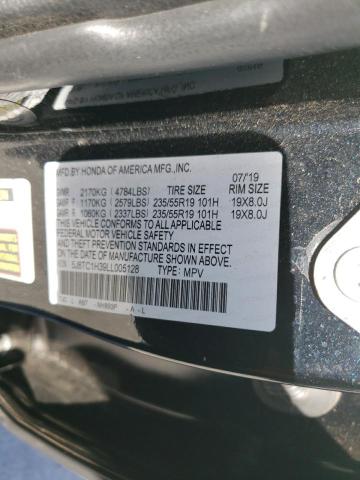 MFD.BY HONDA OF AMERICA MFG.,INC. 07/19
GVWR 2170KG (4784LBS) TIRE SIZE RIM SIZE
GAWR F 1170KG (2579LBS) 235/55R19 101H 19X8.0J
GAWR R 1060KG (2337LBS) 235/55R19 101H 19X8.0J
THIS VEHICLE CONFORMS TO ALL APPLICABLE
FEDERAL MOTOR VEHICLE SAFETY AND
THEFT PREVENTION STANDARDS IN EFFECT ON
THE DATE OF MANUFACTURE SHOWN ABOVE.
5J8TC1H39LL005128 TYPE: MPV
-A -L